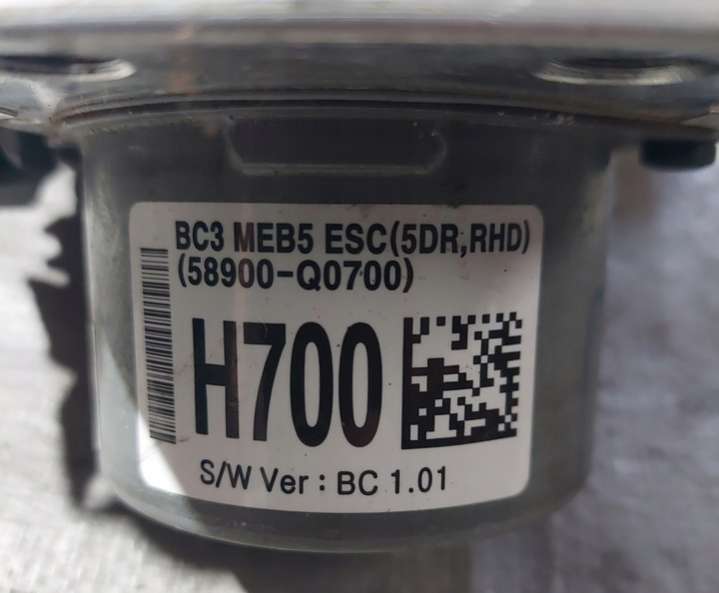 BC3 MEB5 ESC(5DR,RHD)
(58900-Q0700)
H700
S/W Ver : BC 1.01